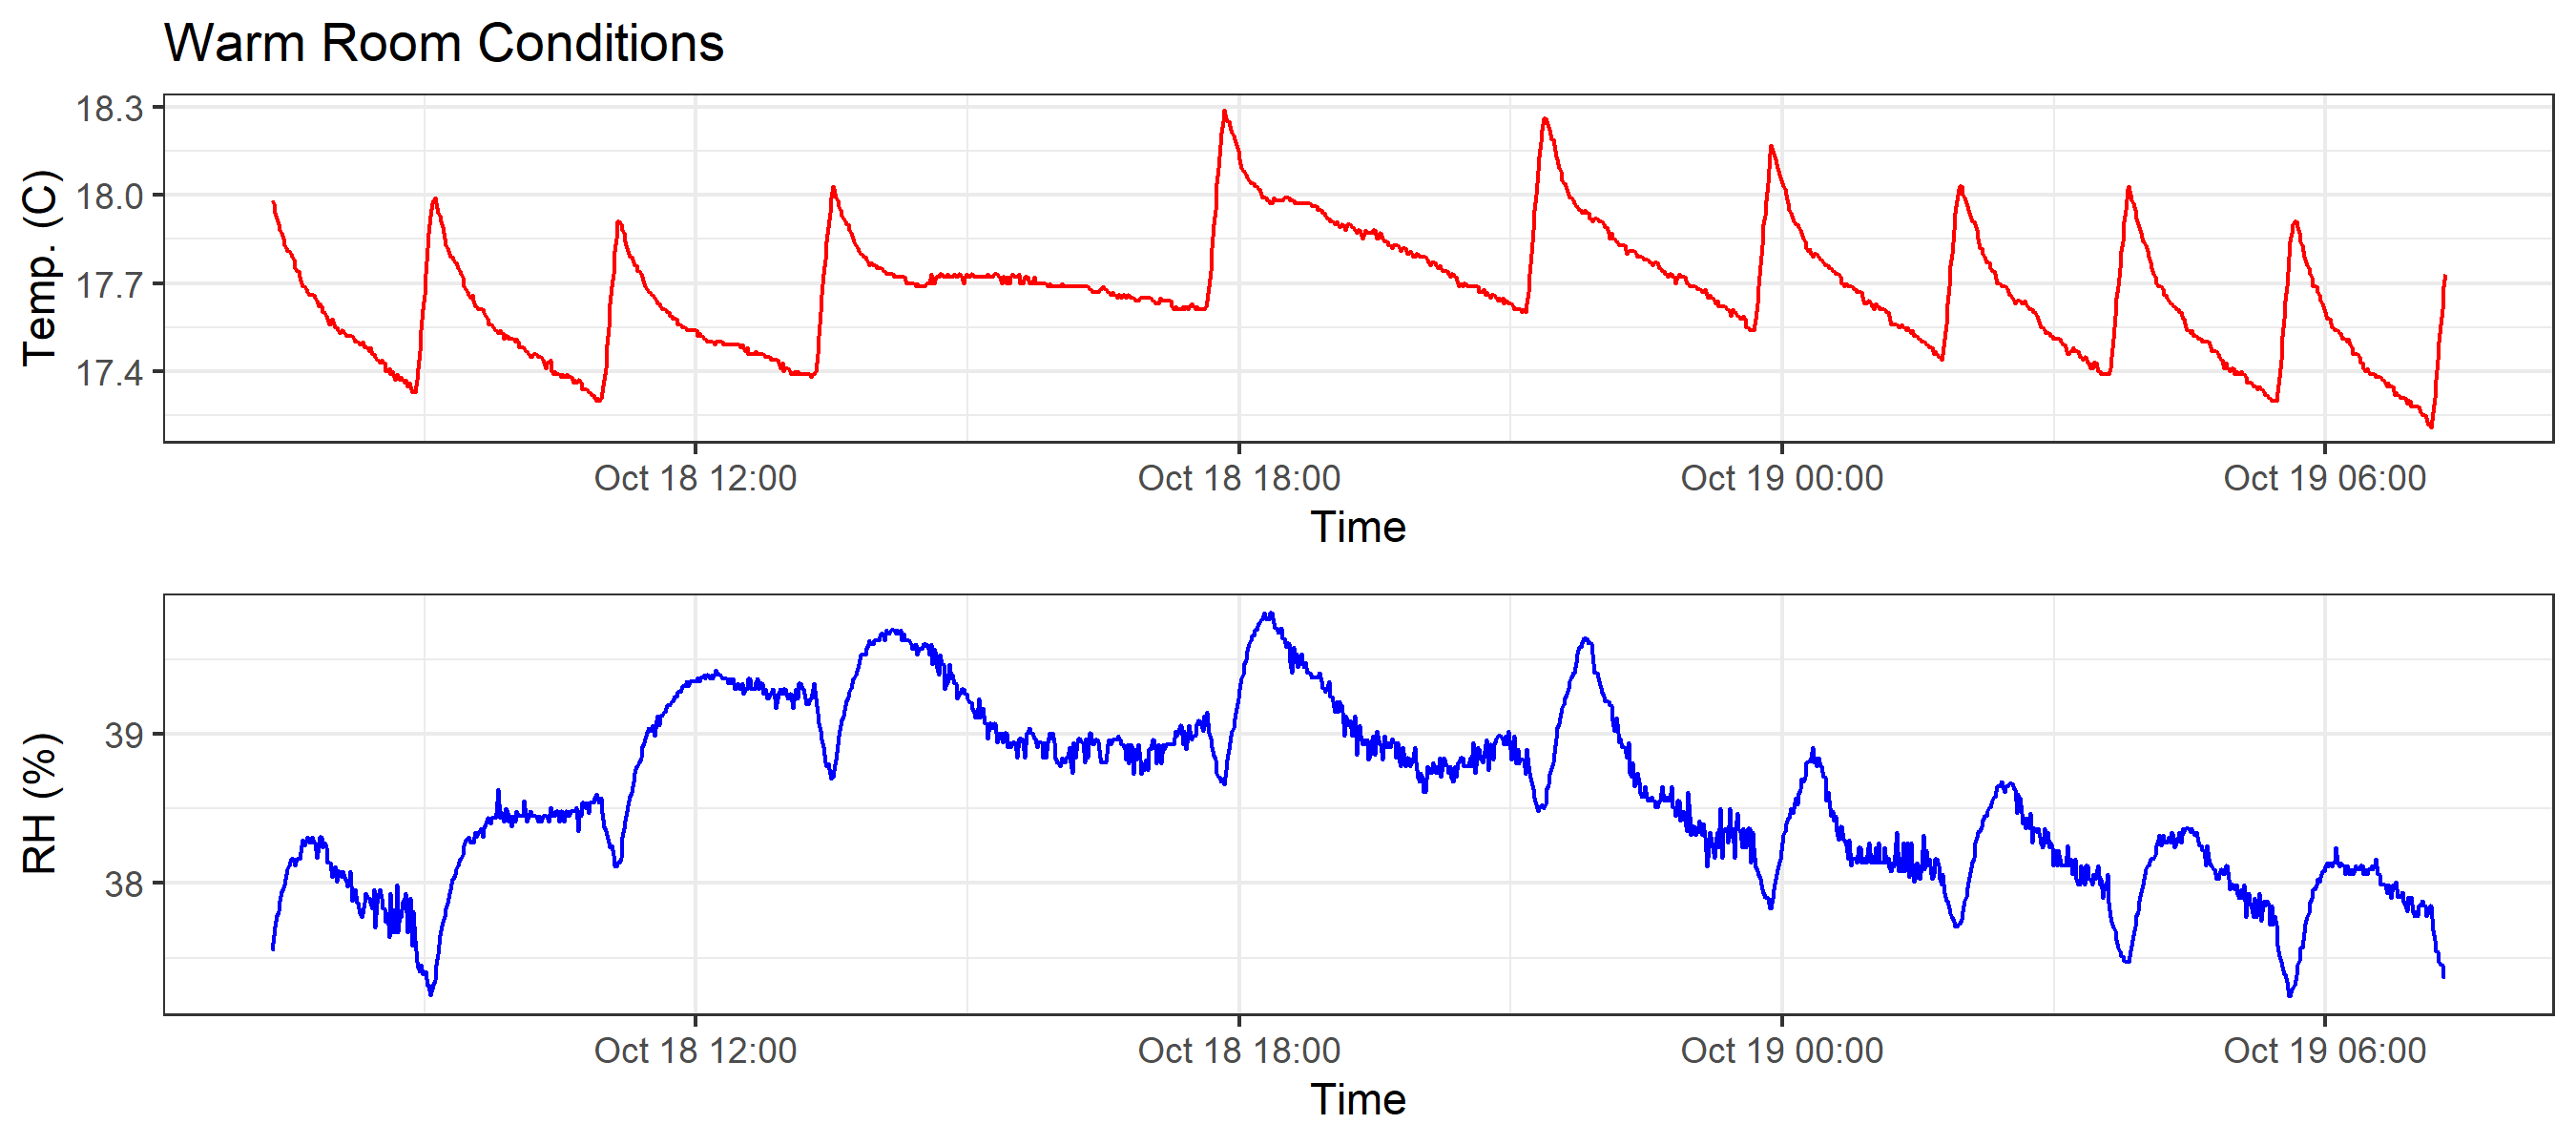 Warm Room Conditions
Temp. (C)
18.3
18.0
17.7
17.4
Oct 18 12:00 Oct 18 18:00 Oct 19 00:00 Oct 19 06:00
Time
RH (%)
39
38
Oct 18 12:00 Oct 18 18:00 Oct 19 00:00 Oct 19 06:00
Time